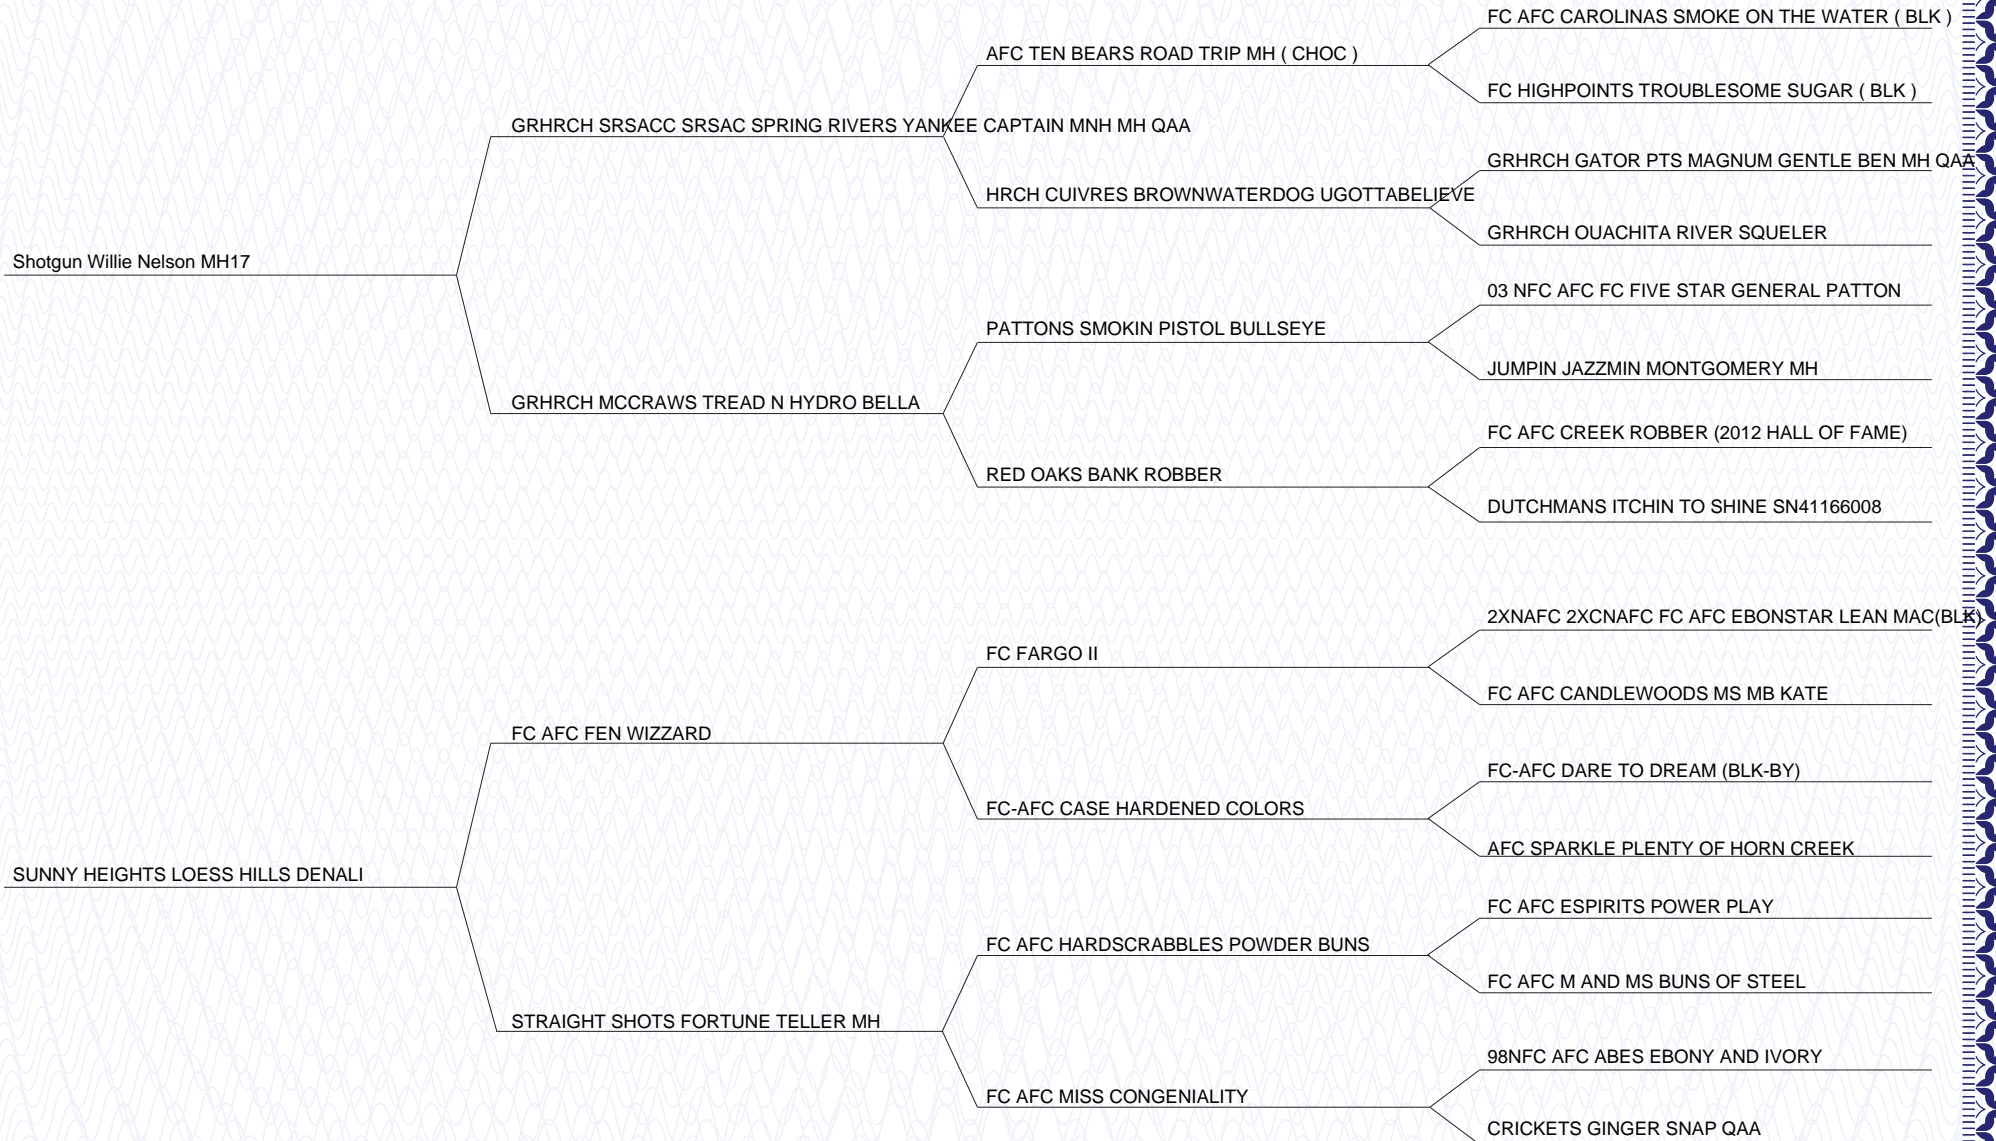 FC AFC CAROLINAS SMOKE ON THE WATER ( BLK )
AFC TEN BEARS ROAD TRIP MH ( CHOC )
FC HIGHPOINTS TROUBLESOME SUGAR ( BLK )
GRHRCH SRSACC SRSAC SPRING RIVERS YANKEE CAPTAIN MNH MH QAA
GRHRCH GATOR PTS MAGNUM GENTLE BEN MH QAA
HRCH CUIVRES BROWNWATERDOG UGOTTABELIEVE
GRHRCH OUACHITA RIVER SQUELER
Shotgun Willie Nelson MH17
03 NFC AFC FC FIVE STAR GENERAL PATTON
PATTONS SMOKIN PISTOL BULLSEYE
JUMPIN JAZZMIN MONTGOMERY MH
GRHRCH MCCRAWS TREAD N HYDRO BELLA
FC AFC CREEK ROBBER (2012 HALL OF FAME)
RED OAKS BANK ROBBER
DUTCHMANS ITCHIN TO SHINE SN41166008
2XNAFC 2XCNAFC FC AFC EBONSTAR LEAN MAC(BLK)
FC FARGO II
FC AFC CANDLEWOODS MS MB KATE
FC AFC FEN WIZZARD
FC-AFC DARE TO DREAM (BLK-BY)
FC-AFC CASE HARDENED COLORS
AFC SPARKLE PLENTY OF HORN CREEK
SUNNY HEIGHTS LOESS HILLS DENALI
FC AFC ESPIRITS POWER PLAY
FC AFC HARDSCRABBLES POWDER BUNS
FC AFC M AND MS BUNS OF STEEL
STRAIGHT SHOTS FORTUNE TELLER MH
98NFC AFC ABES EBONY AND IVORY
FC AFC MISS CONGENIALITY
CRICKETS GINGER SNAP QAA